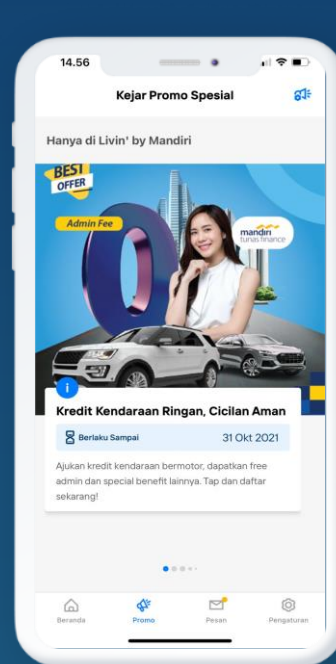 14.56
Kejar Promo Spesial
Hanya di Livin' by Mandiri
BEST
OFFER
Admin Fee
0
mandiri
tunas finance
i
Kredit Kendaraan Ringan, Cicilan Aman
Berlaku Sampai 31 Okt 2021
Ajukan kredit kendaraan bermotor, dapatkan free
admin dan special benefit lainnya. Tap dan daftar
sekarang!
Beranda Promo Pesan Pengaturan